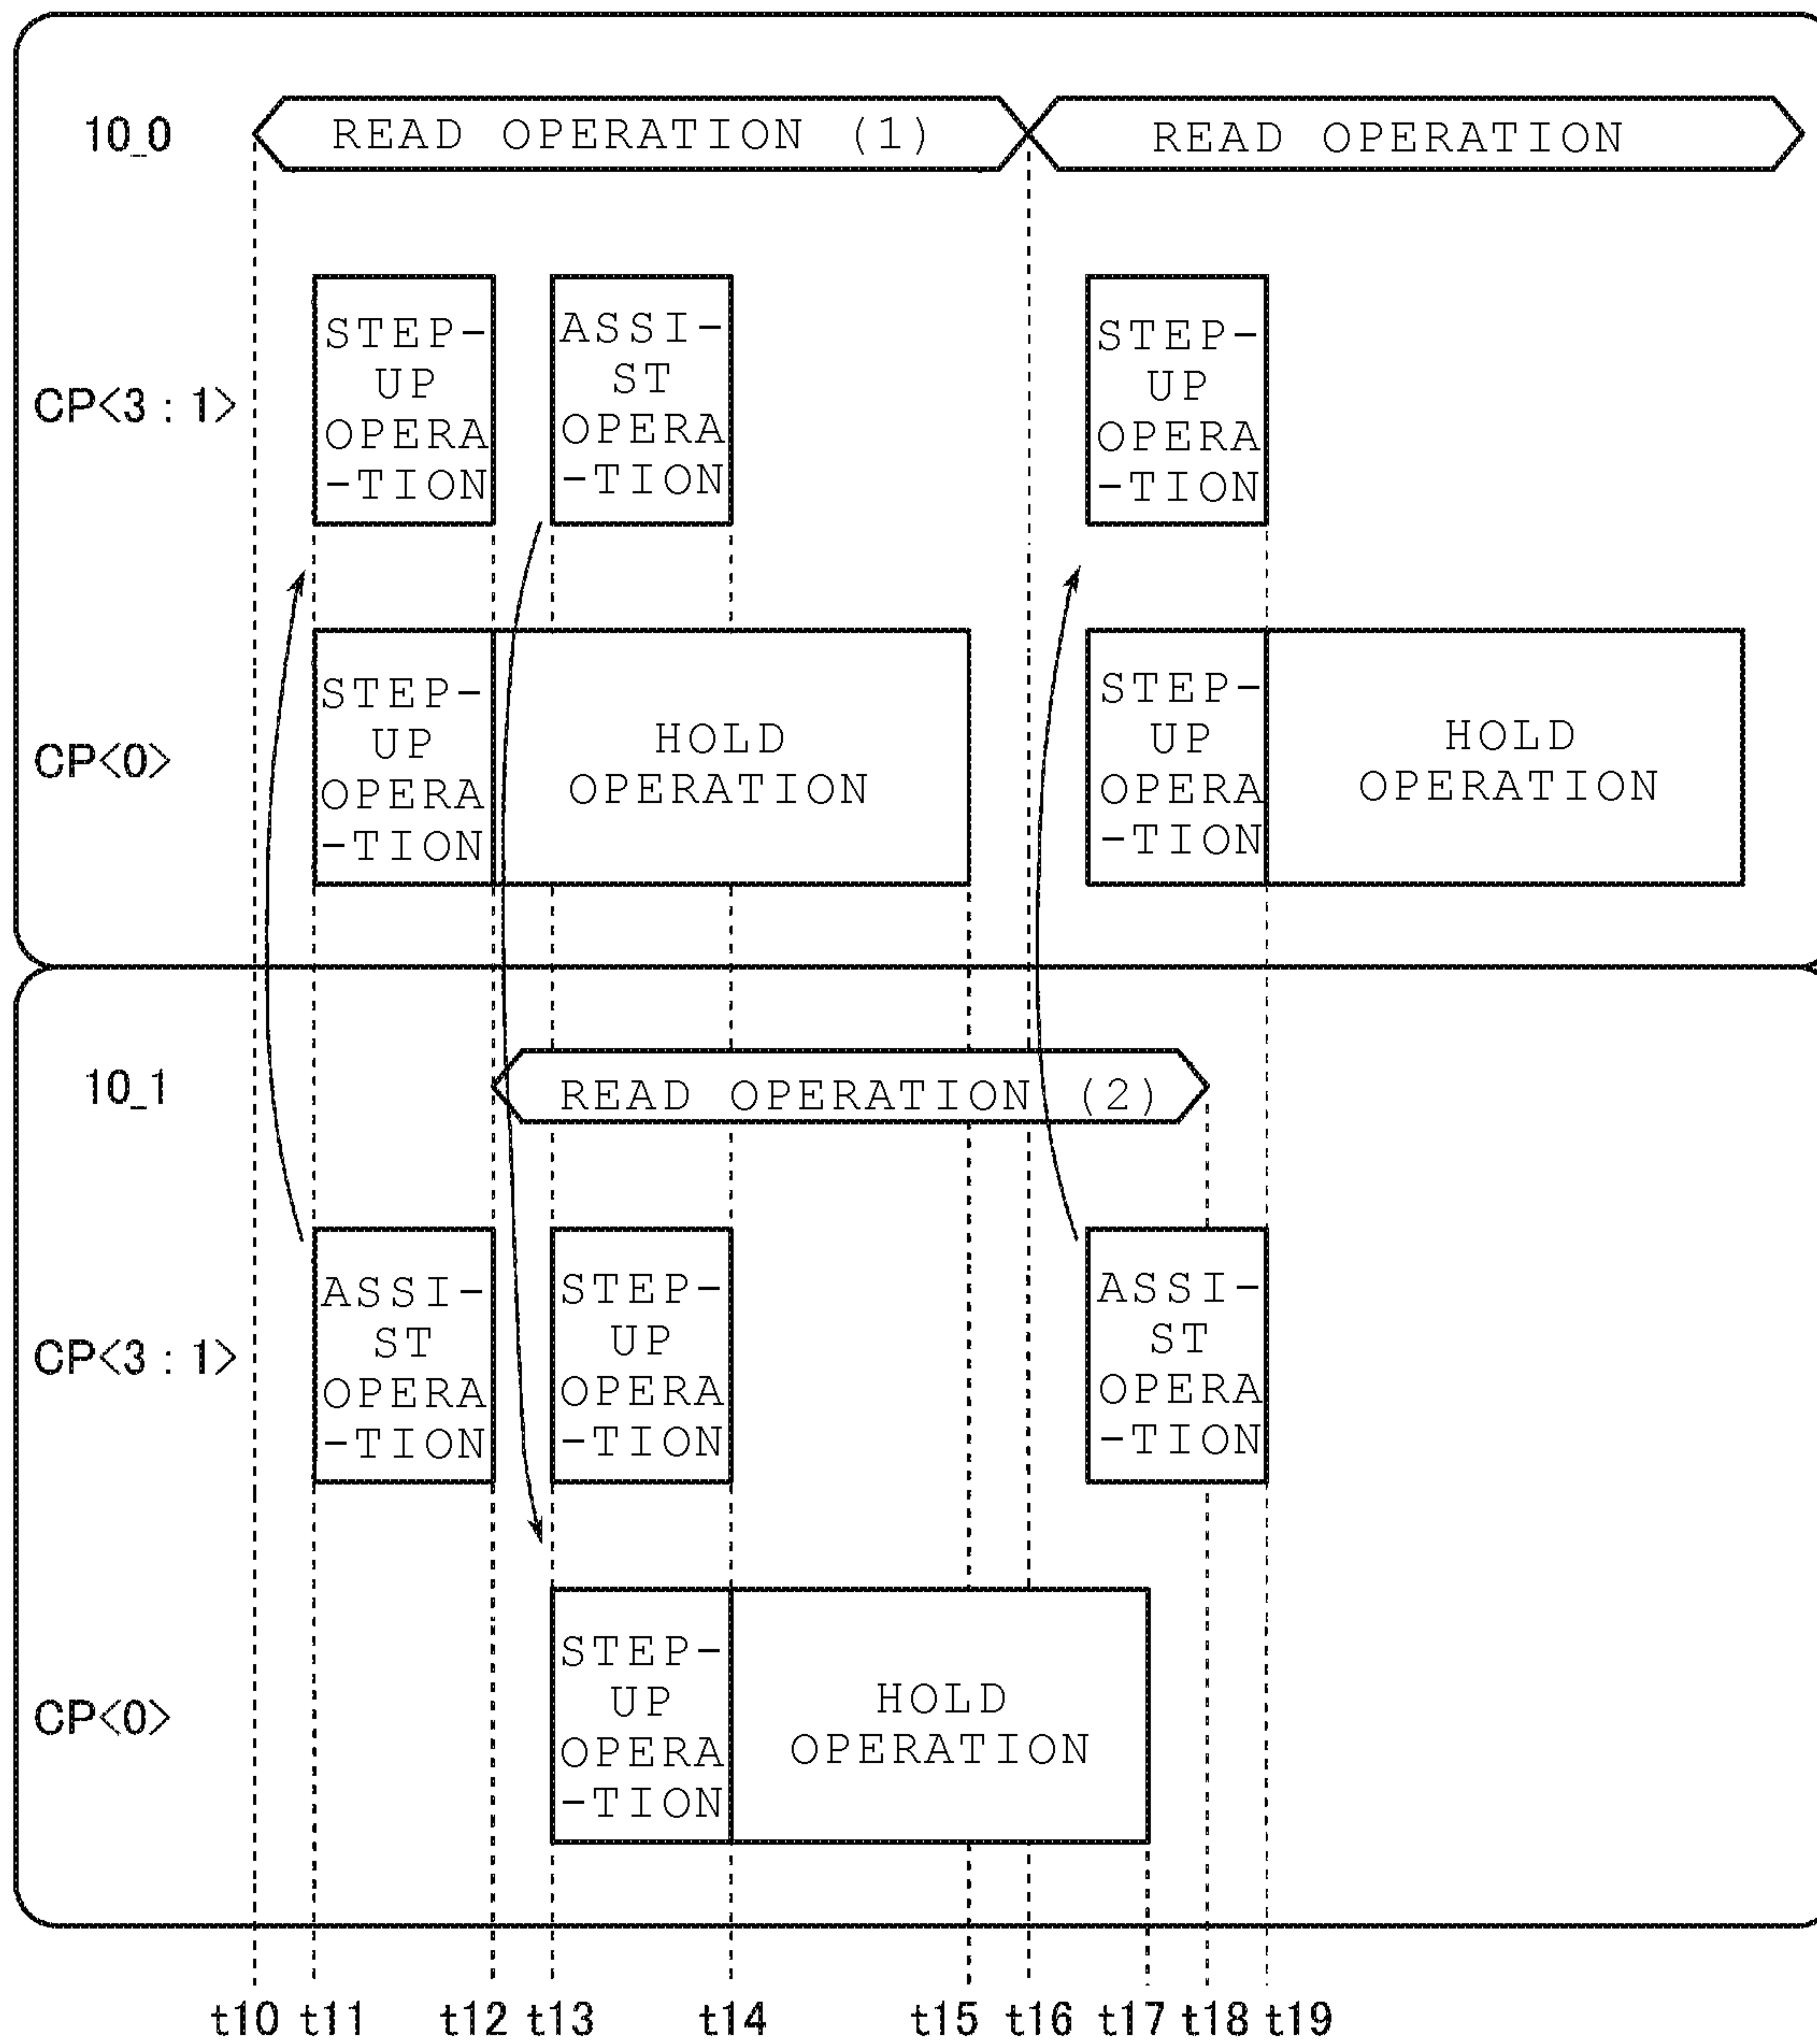 10_0
READ OPERATION (1)
READ OPERATION
CP<3 : 1>
STEP-
UP
OPERA
-TION
ASSI-
ST
OPERA
-TION
STEP-
UP
OPERA
-TION
CP<0>
STEP-
UP
OPERA
-TION
HOLD
OPERATION
STEP-
UP
OPERA
-TION
HOLD
OPERATION
10_1
READ OPERATION (2)
CP<3 : 1>
ASSI-
ST
OPERA
-TION
STEP-
UP
OPERA
-TION
ASSI-
ST
OPERA
-TION
CP<0>
STEP-
UP
OPERA
-TION
HOLD
OPERATION
t10 t11 t12 t13 t14 t15 t16 t17 t18 t19